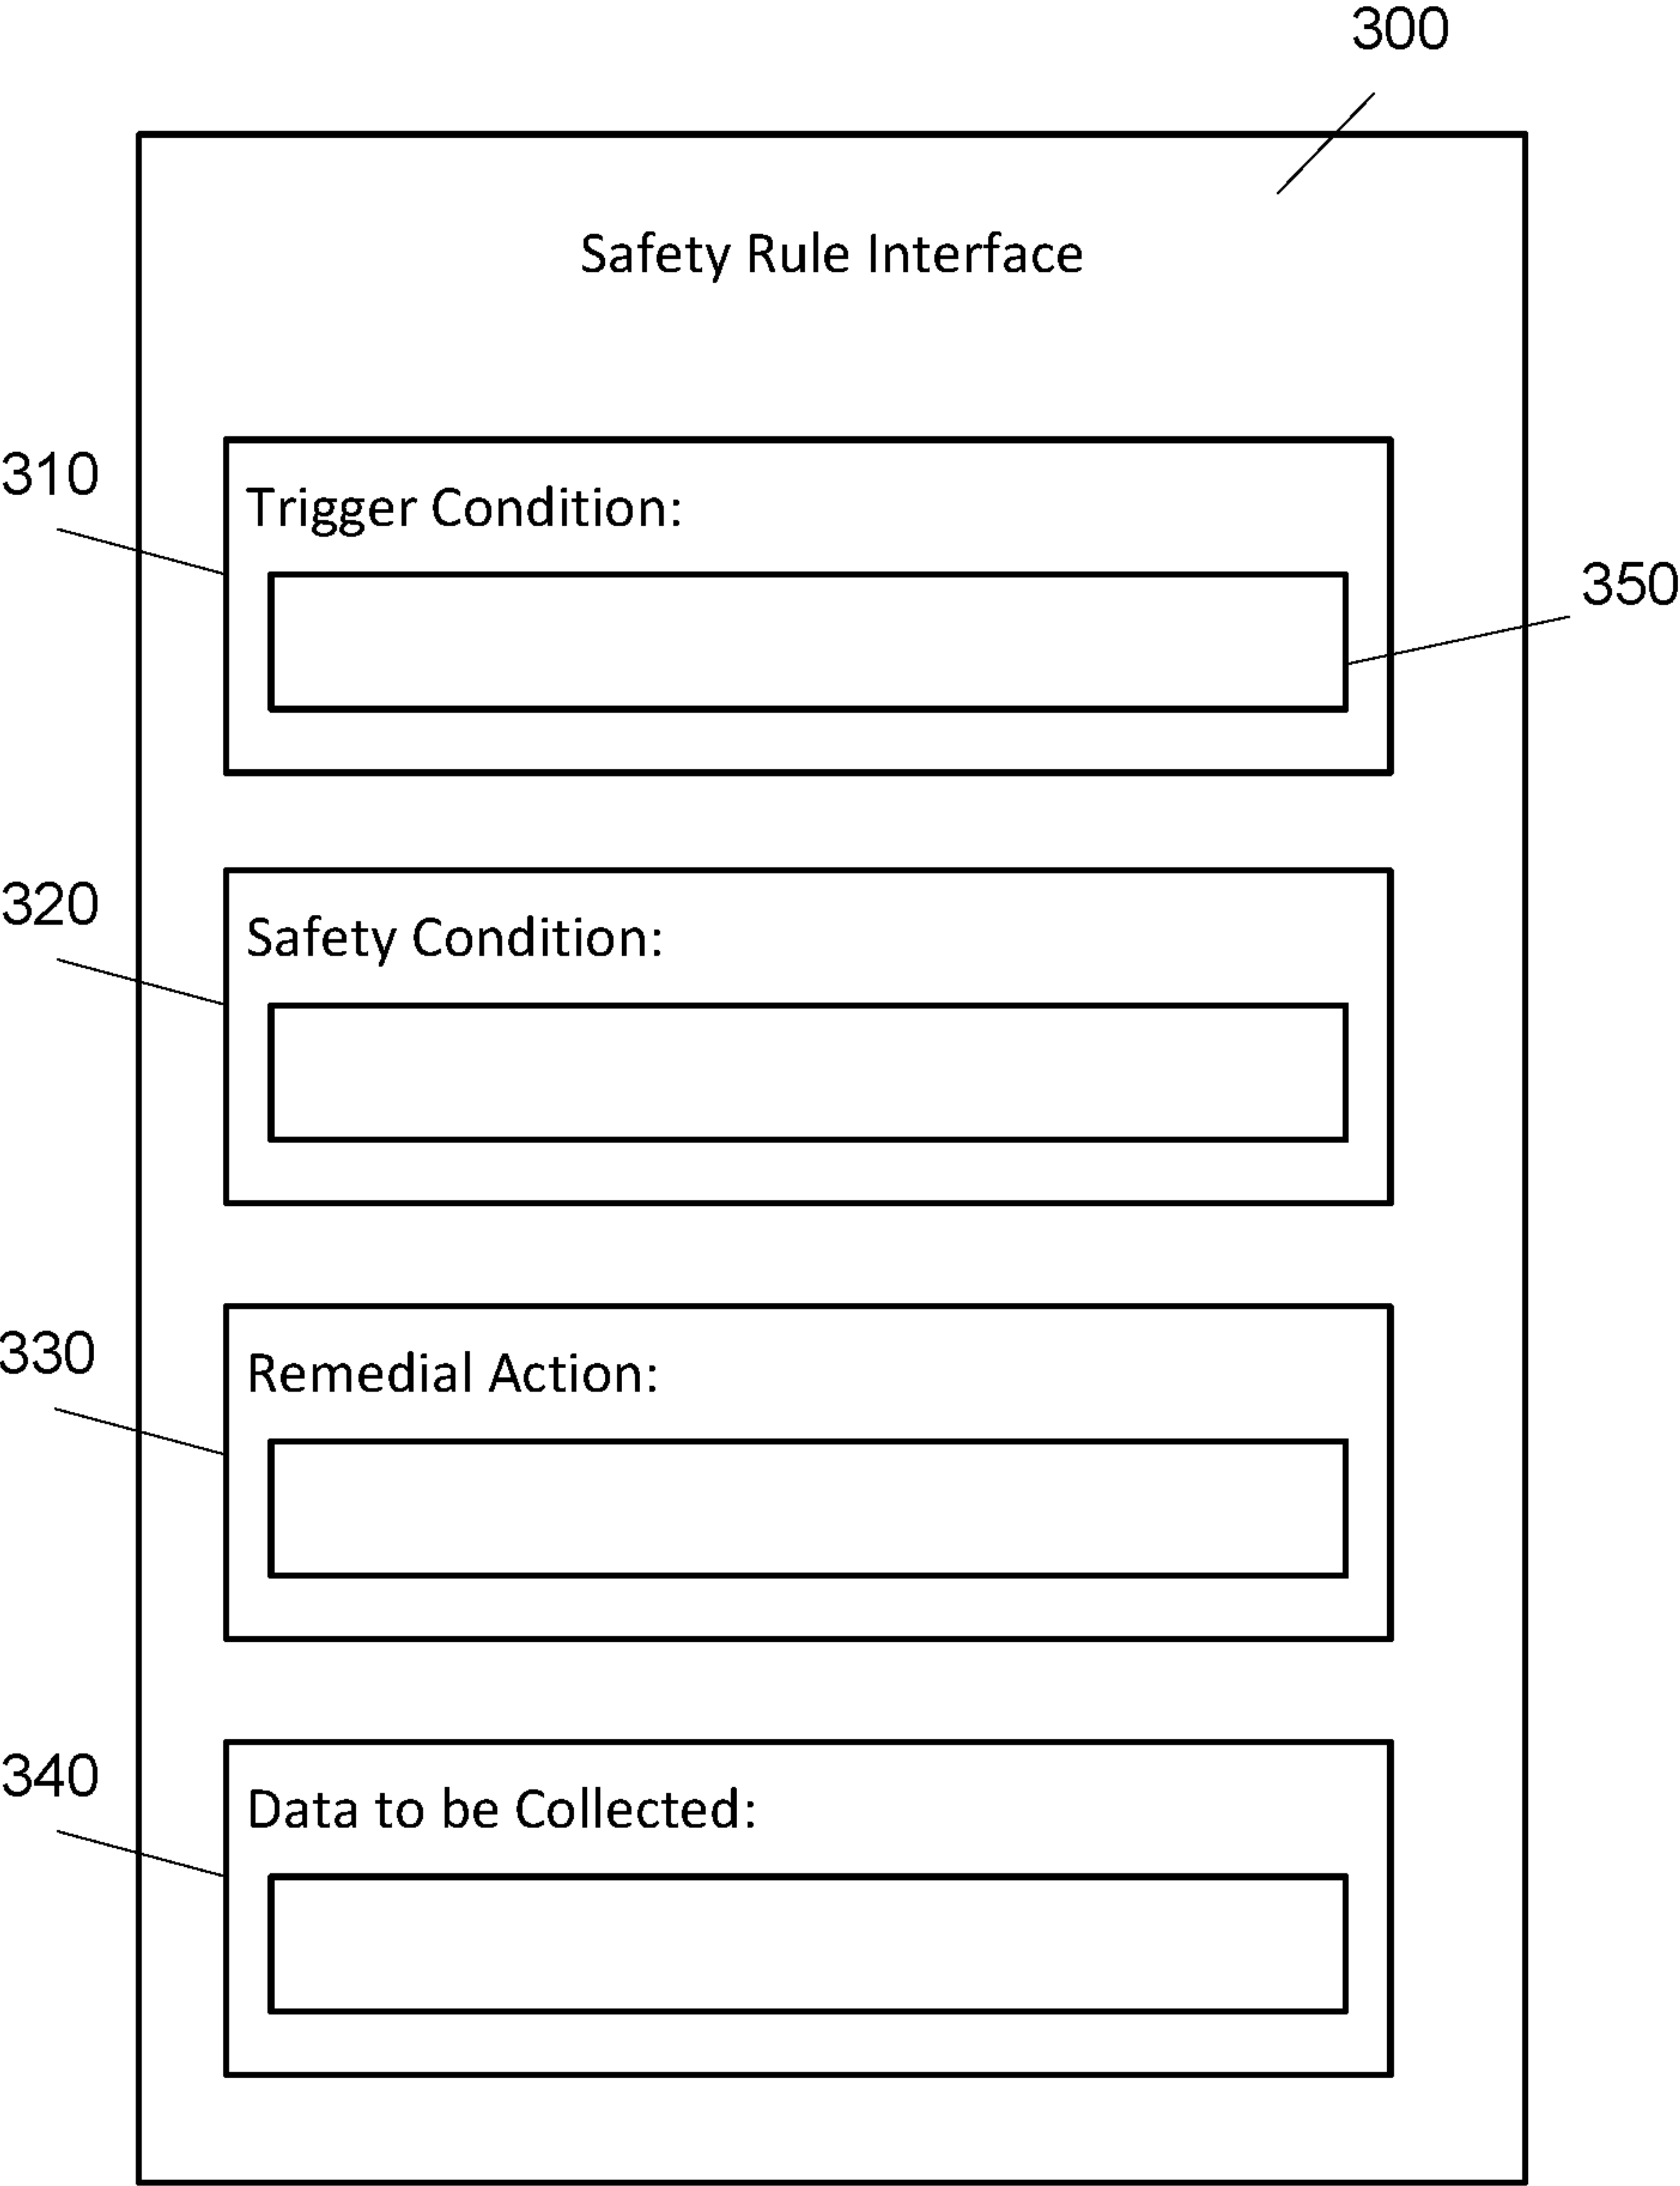 300
Safety Rule Interface
310
Trigger Condition:
350
320
Safety Condition:
330
Remedial Action:
340
Data to be Collected: